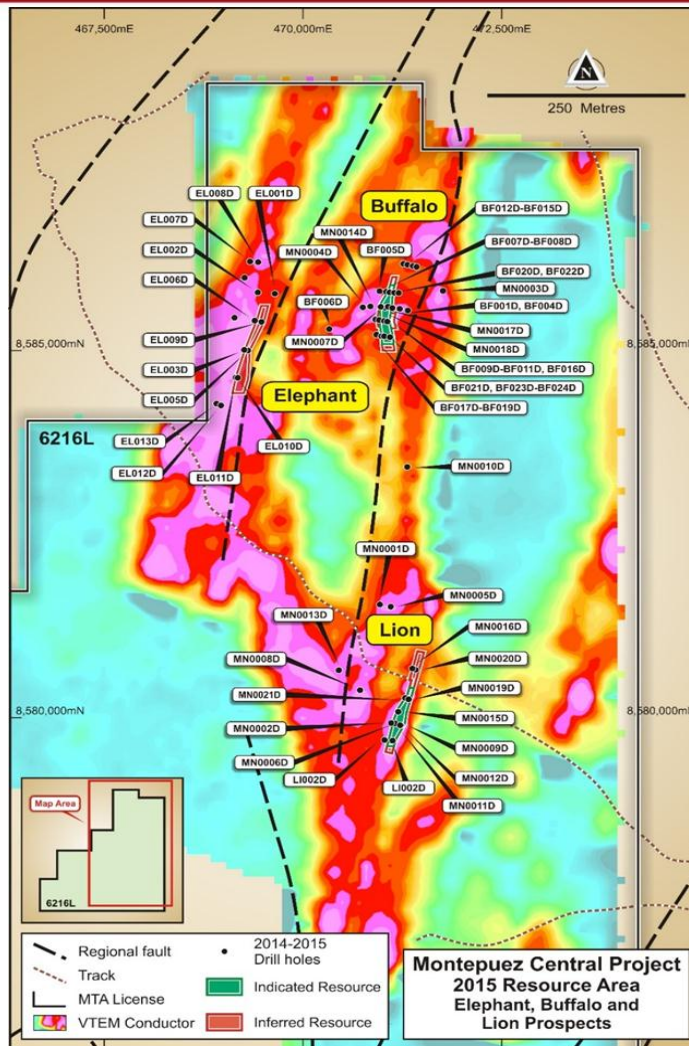 467,500mE
470,000mE
472,500mE
N
250 Metres
EL008D
EL001D
Buffalo
BF012D-BF015D
EL007D
MN0014D
BF005D
BF007D-BF008D
EL002D
MN0004D
BF020D, BF022D
EL006D
MN0003D
BF006D
BF001D, BF004D
MN0017D
EL009D
MN0007D
MN0018D
8,585,000mN
8,585,000mN
EL003D
BF009D-BF011D, BF016D
EL005D
Elephant
BF021D, BF023D-BF024D
BF017D-BF019D
6216L
EL013D
EL010D
EL012D
EL011D
MN0010D
MN0001D
MN0005D
MN0013D
Lion
MN0016D
MN0008D
MN0020D
MN0021D
MN0019D
8,580,000mN
8,580,000mN
MN0002D
MN0015D
MN0006D
MN0009D
LI002D
LI002D
MN0012D
MN0011D
Map Area
6216L
Regional fault
Track
MTA License
VTEM Conductor
2014-2015
Drill holes
Indicated Resource
Inferred Resource
Montepuez Central Project
2015 Resource Area
Elephant, Buffalo and
Lion Prospects